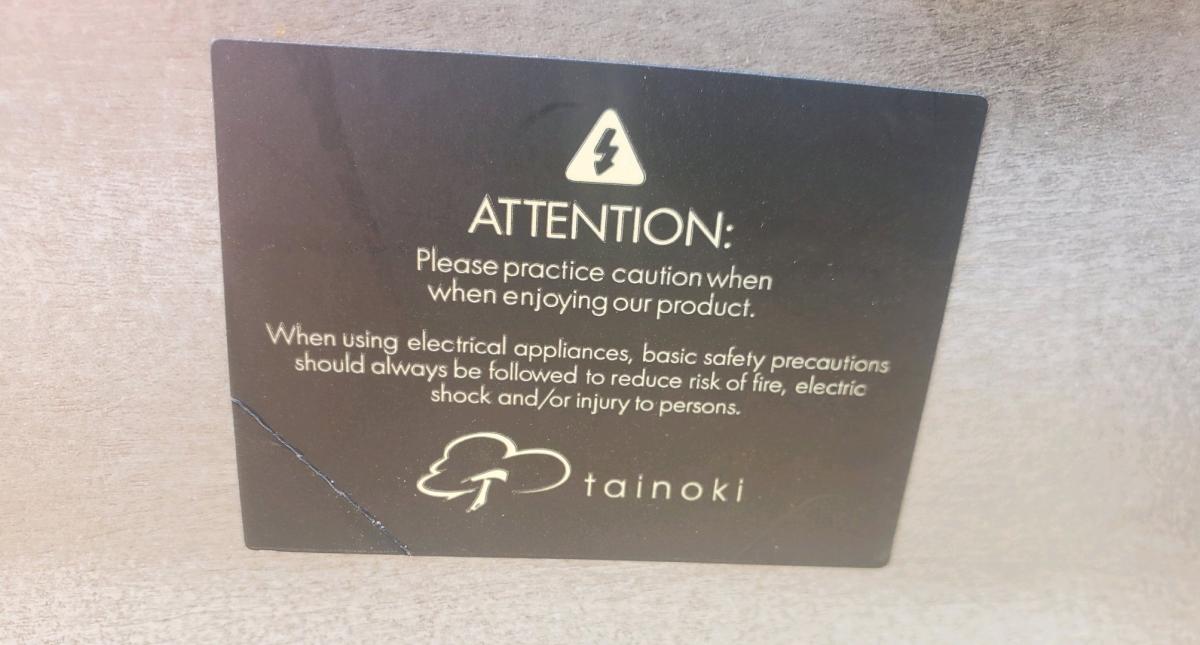 ATTENTION:
Please practice caution when
when enjoying our product.
When using electrical appliances, basic safety precautions
should always be followed to reduce risk of fire, electric
shock and/or injury to persons.
tainoki